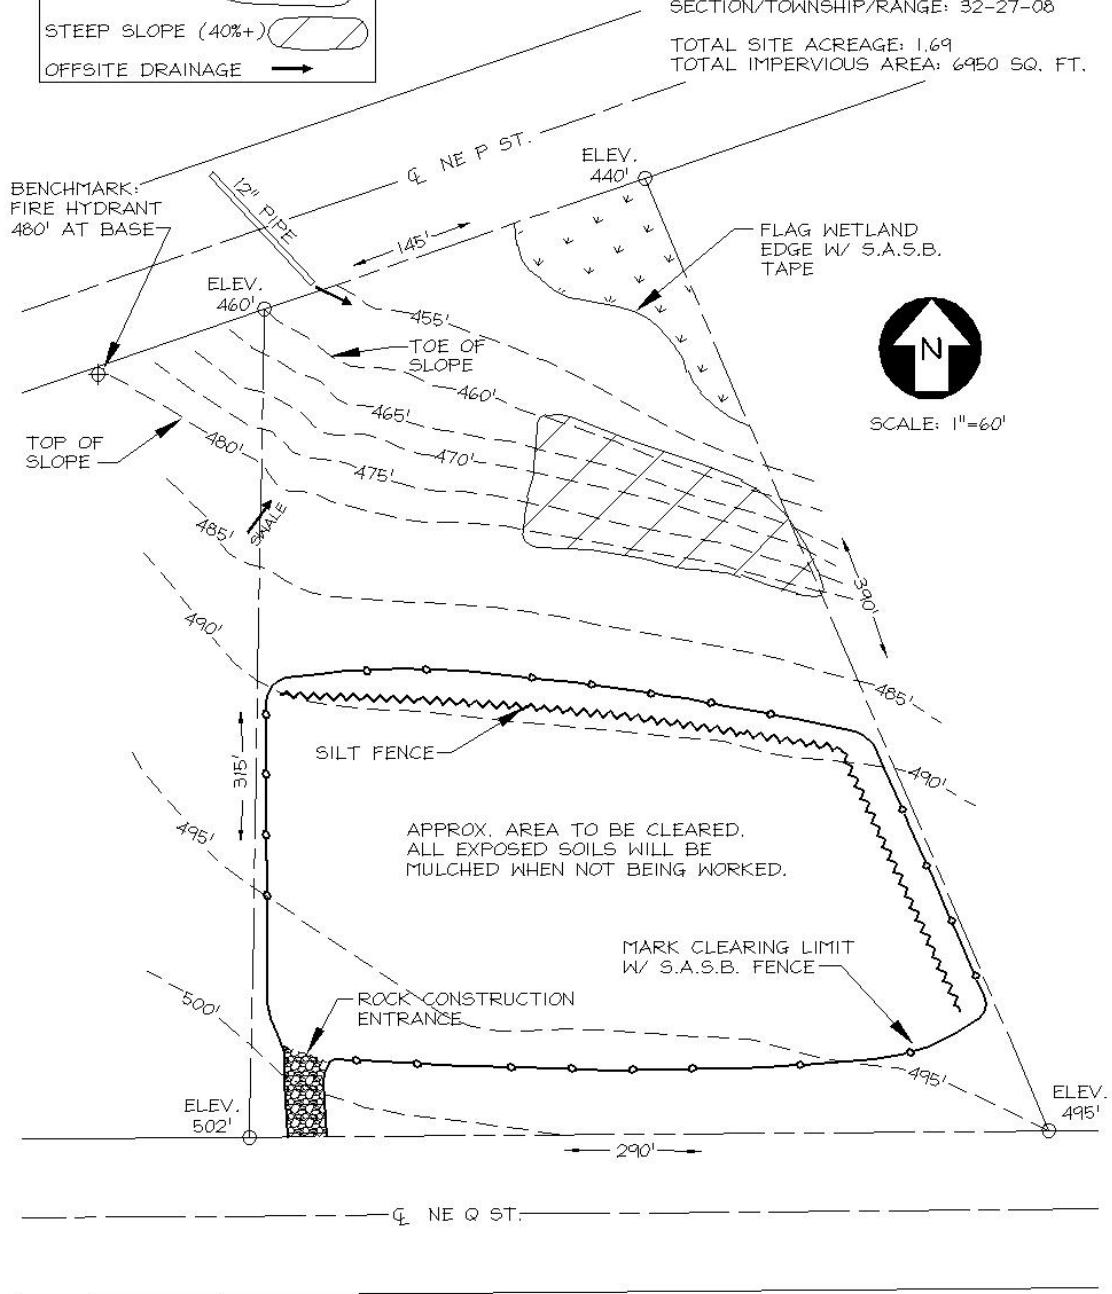 SECTION/TOWNSHIP/RANGE: 32-27-08
STEEP SLOPE (40%+)
OFFSITE DRAINAGE
TOTAL SITE ACREAGE: 1.69
TOTAL IMPERVIOUS AREA: 6950 SQ. FT.
℄ NE P ST.
ELEV.
440'
BENCHMARK:
FIRE HYDRANT
480' AT BASE
12" PIPE
145'
FLAG WETLAND
EDGE W/ S.A.S.B.
TAPE
ELEV.
460'
455'
TOE OF
SLOPE
N
SCALE: 1"=60'
460'
465'
470'
475'
480'
TOP OF
SLOPE
485'
SWALE
390'
490'
485'
SILT FENCE
315'
490'
495'
APPROX. AREA TO BE CLEARED.
ALL EXPOSED SOILS WILL BE
MULCHED WHEN NOT BEING WORKED.
MARK CLEARING LIMIT
W/ S.A.S.B. FENCE
500'
ROCK CONSTRUCTION
ENTRANCE
495'
ELEV.
502'
ELEV.
495'
290'
℄ NE Q ST.